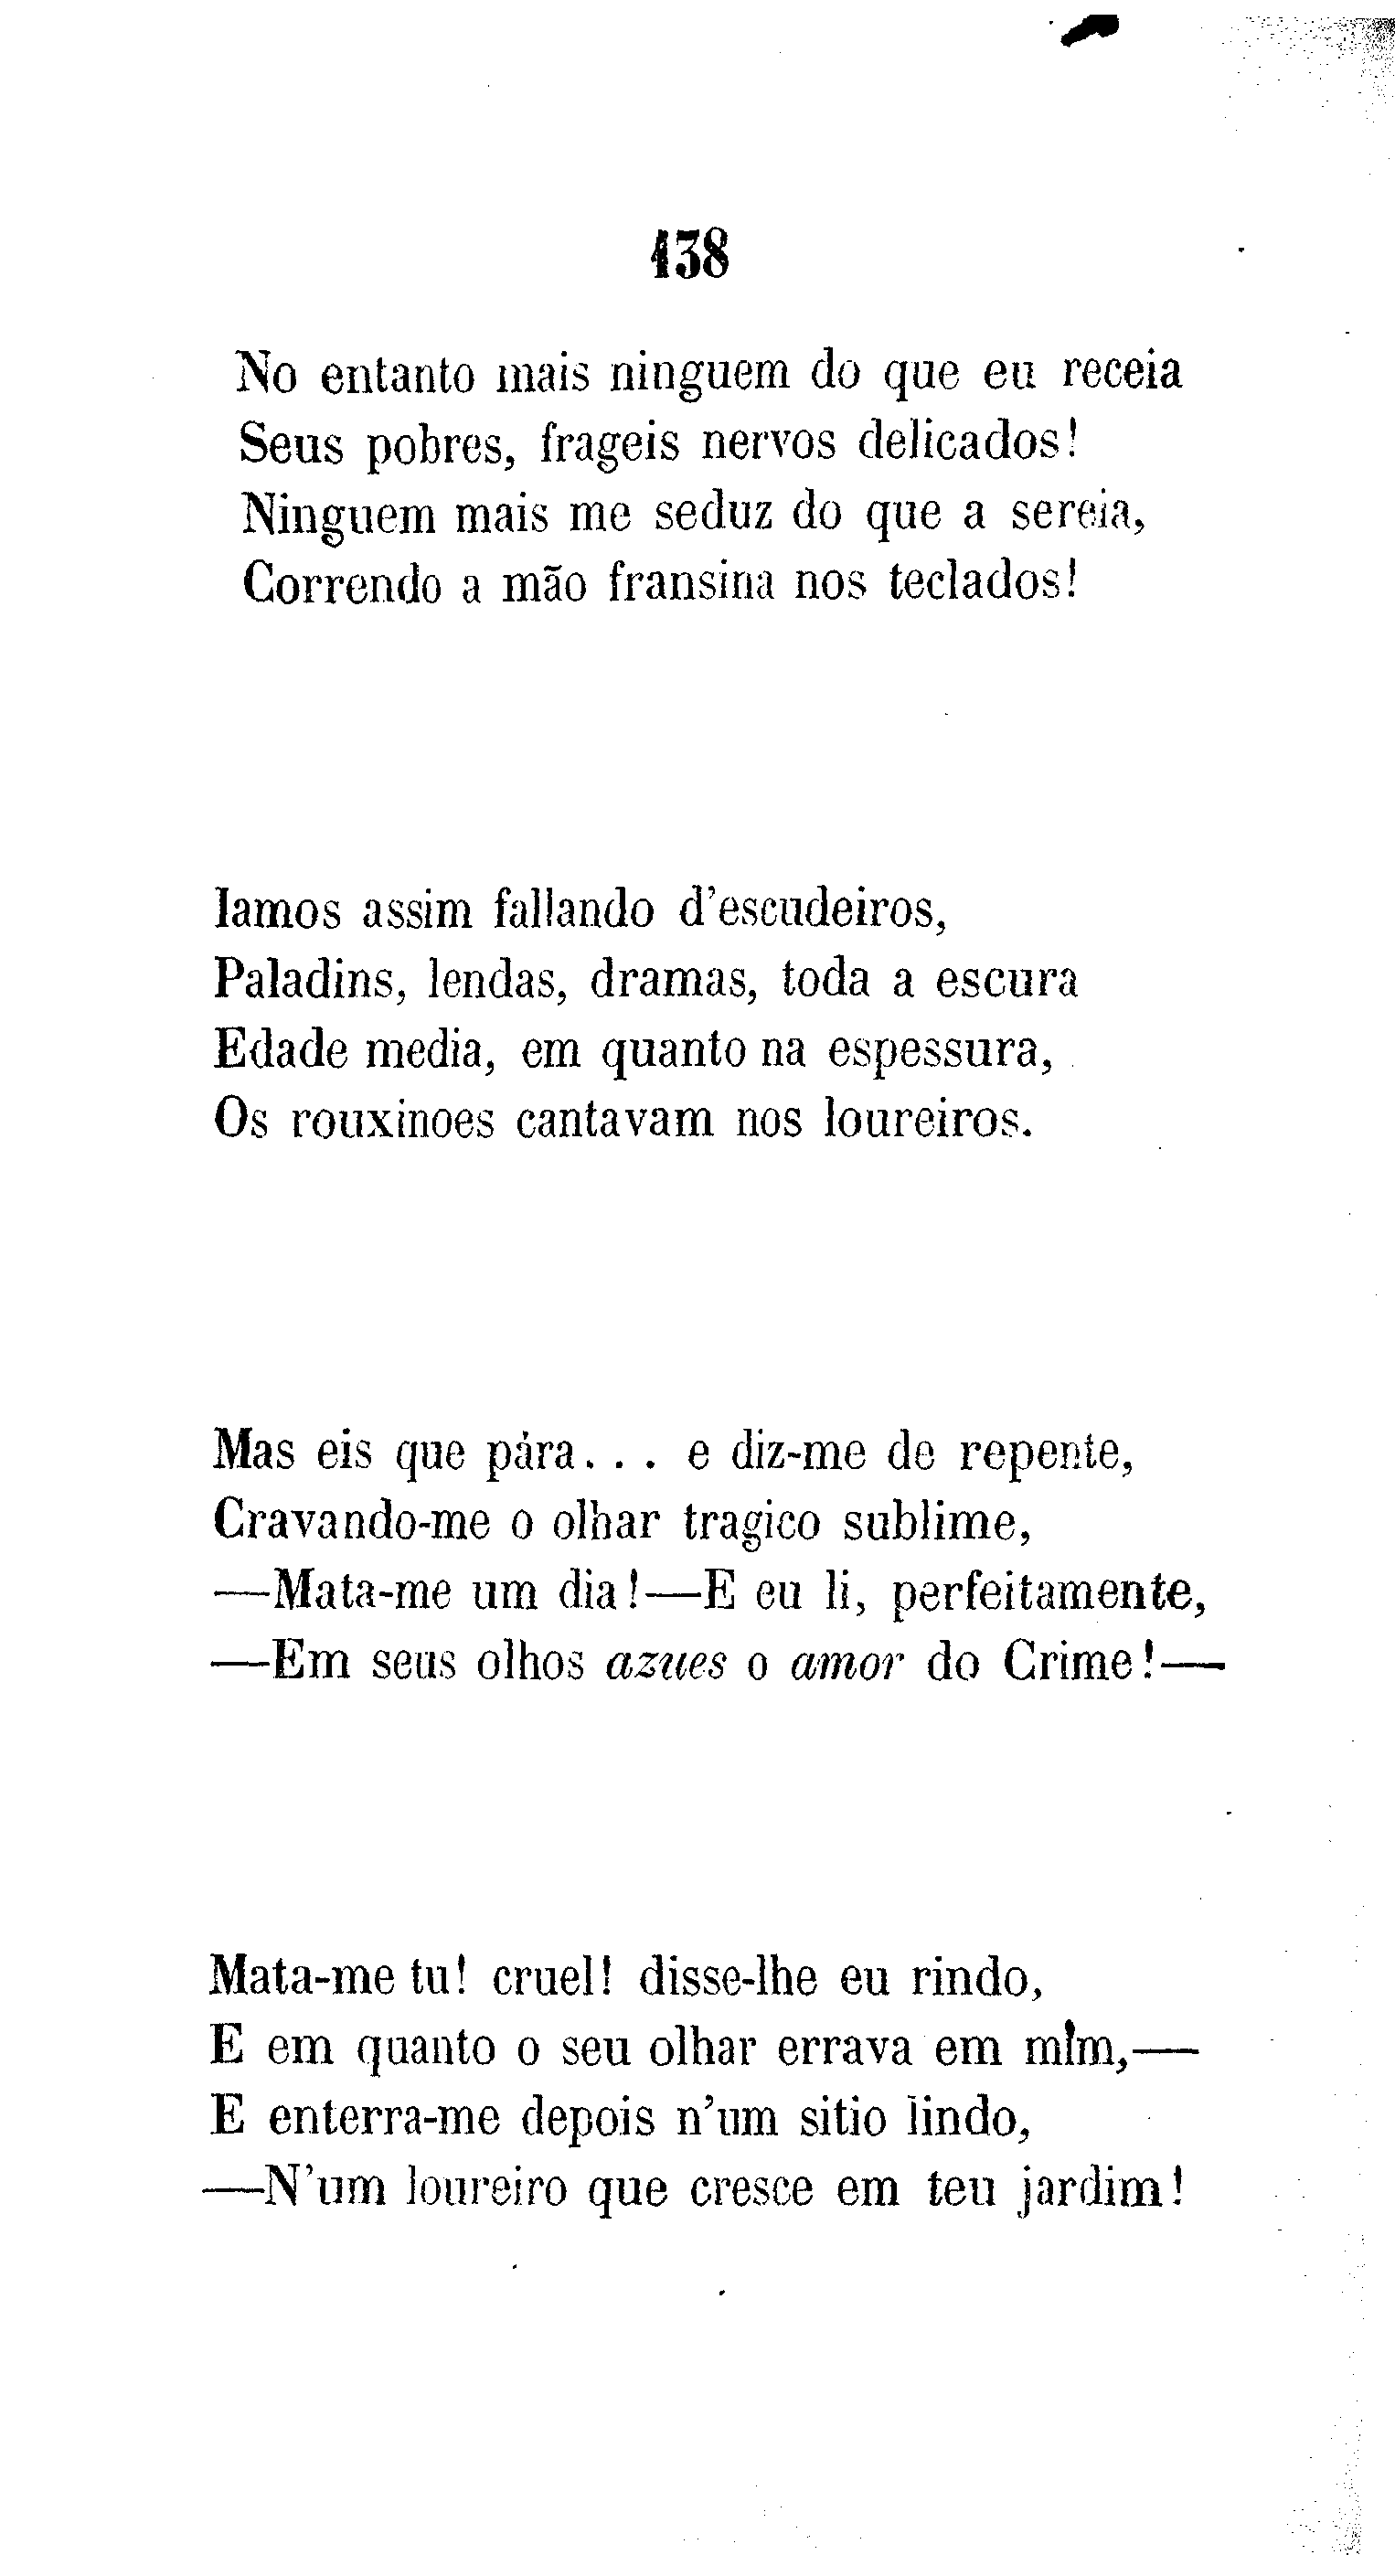 138
No entanto mais ninguem do que eu receia
Seus pobres, frageis nervos delicados!
Ninguem mais me seduz do que a sereia,
Correndo a mão fransina nos teclados!
Iamos assim fallando d'escudeiros,
Paladins, lendas, dramas, toda a escura
Edade media, em quanto na espessura,
Os rouxinoes cantavam nos loureiros.
Mas eis que pára... e diz-me de repente,
Cravando-me o olhar tragico sublime,
—Mata-me um dia!—E eu li, perfeitamente,
—Em seus olhos azues o amor do Crime!—
Mata-me tu! cruel! disse-lhe eu rindo,
E em quanto o seu olhar errava em mim,—
E enterra-me depois n'um sitio lindo,
—N'um loureiro que cresce em teu jardim!